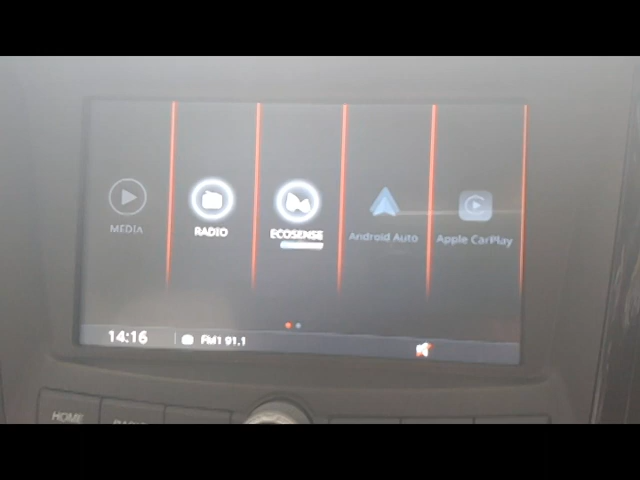 MEDIA
RADIO
ECOSENSE
Android Auto
Apple CarPlay
14:16
FM1 91.1
HOME